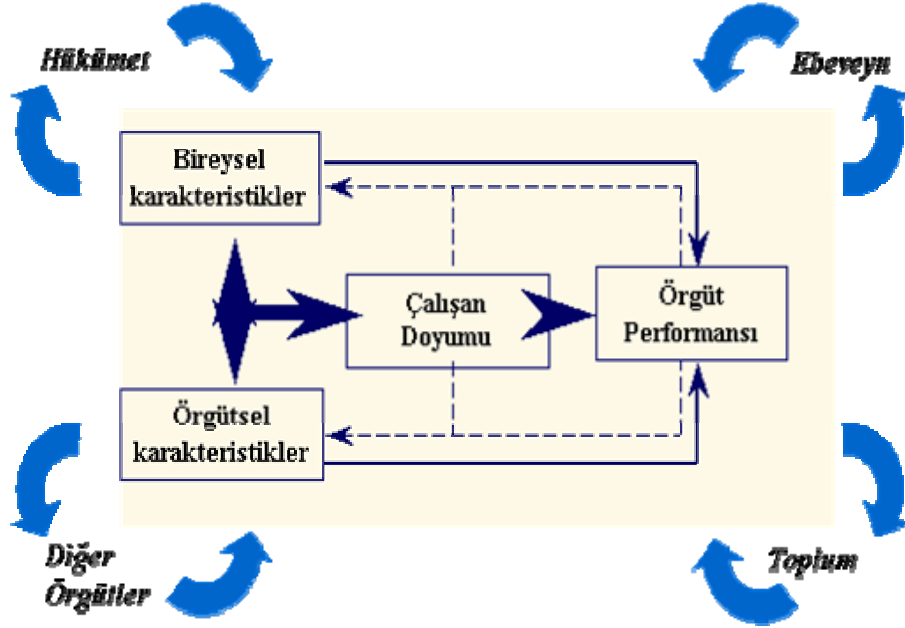 Hükümet
Ebeveyn
Bireysel
karakteristikler
Çalışan
Doyumu
Örgüt
Performansı
Örgütsel
karakteristikler
Diğer
Örgütler
Toplum